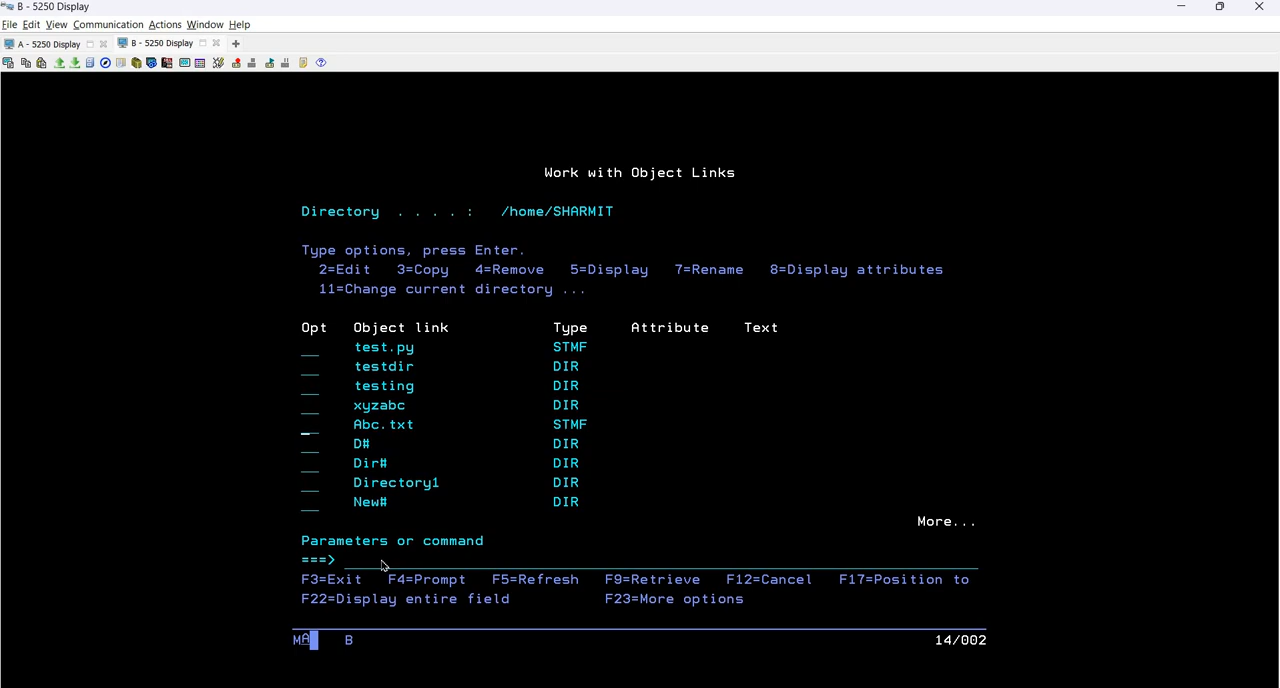 B - 5250 Display
File Edit View Communication Actions Window Help
A - 5250 Display B - 5250 Display
Work with Object Links
Directory . . . . : /home/SHARMIT
Type options, press Enter.
2=Edit 3=Copy 4=Remove 5=Display 7=Rename 8=Display attributes
11=Change current directory ...
Opt Object link Type Attribute Text
test.py STMF
testdir DIR
testing DIR
xyzabc DIR
Abc.txt STMF
D# DIR
Dir# DIR
Directory1 DIR
New# DIR
More...
Parameters or command
===>
F3=Exit F4=Prompt F5=Refresh F9=Retrieve F12=Cancel F17=Position to
F22=Display entire field F23=More options
MA B 14/002